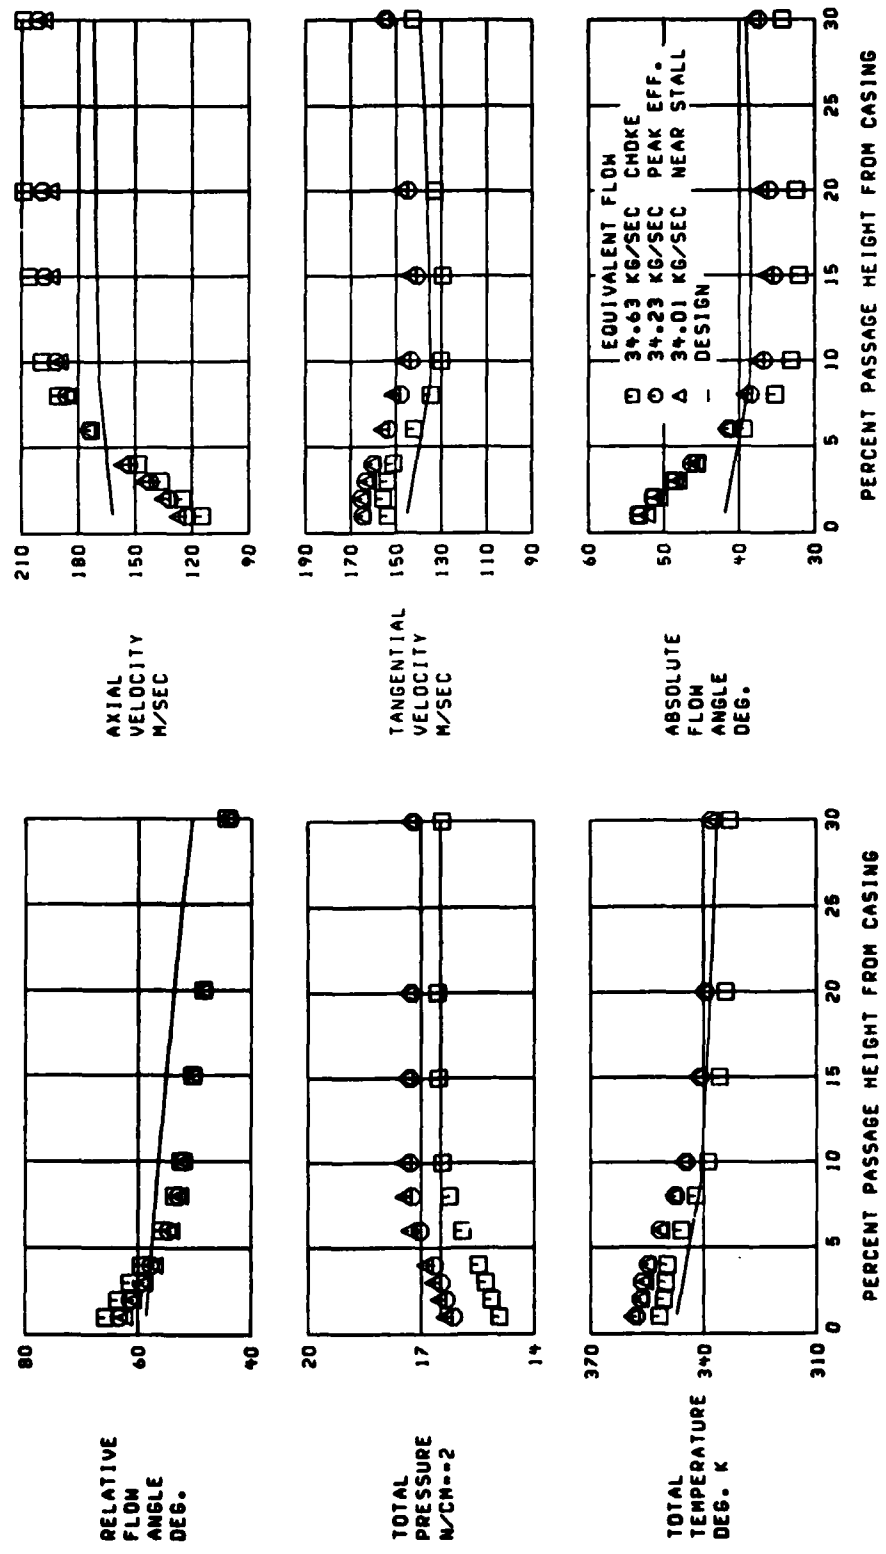 RELATIVE
FLOW
ANGLE
DEG.
80
60
40
TOTAL
PRESSURE
N/CM**2
20
17
14
TOTAL
TEMPERATURE
DEG. K
370
340
310
0
5
10
15
20
25
30
PERCENT PASSAGE HEIGHT FROM CASING
AXIAL
VELOCITY
M/SEC
210
180
150
120
90
TANGENTIAL
VELOCITY
M/SEC
190
170
150
130
110
90
ABSOLUTE
FLOW
ANGLE
DEG.
60
50
40
30
EQUIVALENT FLOW
34.63 KG/SEC CHOKE
34.23 KG/SEC PEAK EFF.
34.01 KG/SEC NEAR STALL
DESIGN
0
5
10
15
20
25
30
PERCENT PASSAGE HEIGHT FROM CASING